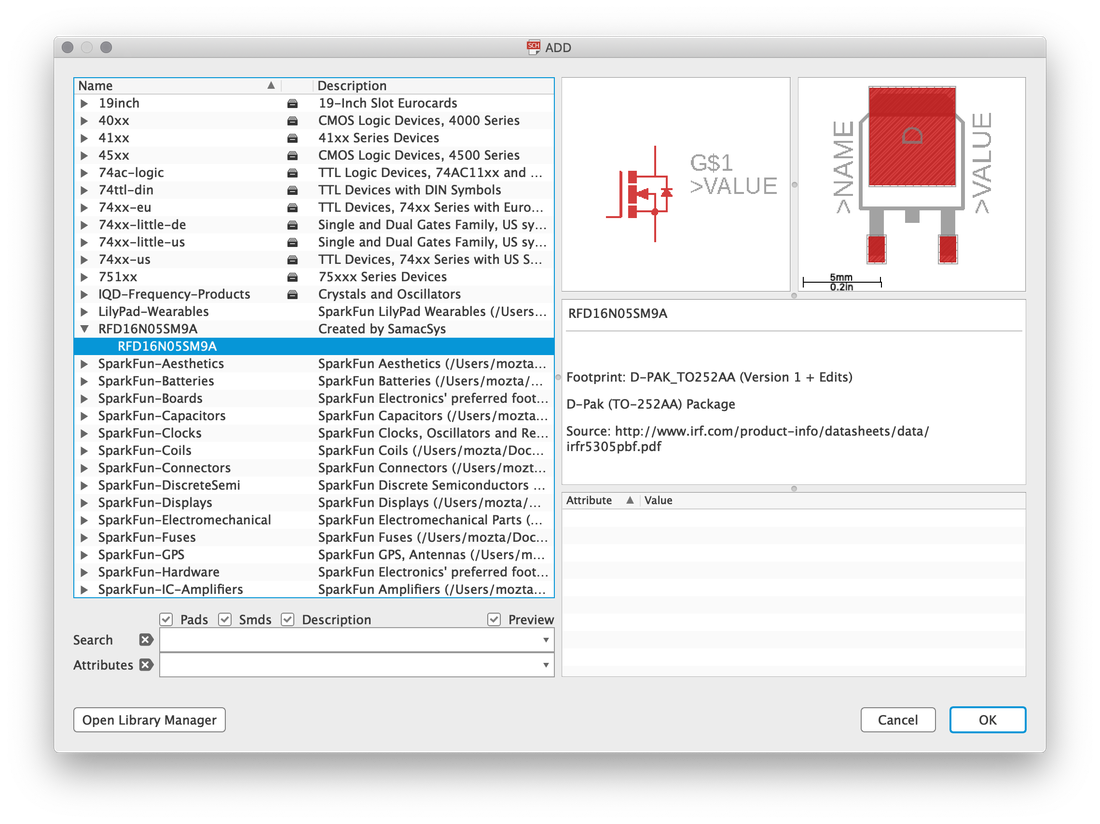 ADD
Name Description
19inch 19-Inch Slot Eurocards
40xx CMOS Logic Devices, 4000 Series
41xx 41xx Series Devices
45xx CMOS Logic Devices, 4500 Series
74ac-logic TTL Logic Devices, 74AC11xx and ...
74ttl-din TTL Devices with DIN Symbols
74xx-eu TTL Devices, 74xx Series with Euro...
74xx-little-de Single and Dual Gates Family, US sy...
74xx-little-us Single and Dual Gates Family, US sy...
74xx-us TTL Devices, 74xx Series with US S...
751xx 75xxx Series Devices
IQD-Frequency-Products Crystals and Oscillators
LilyPad-Wearables SparkFun LilyPad Wearables (/Users...
RFD16N05SM9A Created by SamacSys
RFD16N05SM9A
SparkFun-Aesthetics SparkFun Aesthetics (/Users/mozta...
SparkFun-Batteries SparkFun Batteries (/Users/mozta/...
SparkFun-Boards SparkFun Electronics' preferred foot...
SparkFun-Capacitors SparkFun Capacitors (/Users/mozta...
SparkFun-Clocks SparkFun Clocks, Oscillators and Re...
SparkFun-Coils SparkFun Coils (/Users/mozta/Doc...
SparkFun-Connectors SparkFun Connectors (/Users/mozt...
SparkFun-DiscreteSemi SparkFun Discrete Semiconductors ...
SparkFun-Displays SparkFun Displays (/Users/mozta/...
SparkFun-Electromechanical SparkFun Electromechanical Parts (...
SparkFun-Fuses SparkFun Fuses (/Users/mozta/Doc...
SparkFun-GPS SparkFun GPS, Antennas (/Users/m...
SparkFun-Hardware SparkFun Electronics' preferred foot...
SparkFun-IC-Amplifiers SparkFun Amplifiers (/Users/mozta...
Pads Smds Description Preview
Search
Attributes
Open Library Manager
G$1
>VALUE
>NAME
D
>VALUE
5mm
0.2in
RFD16N05SM9A
Footprint: D-PAK_TO252AA (Version 1 + Edits)
D-Pak (TO-252AA) Package
Source: http://www.irf.com/product-info/datasheets/data/
irfr5305pbf.pdf
Attribute Value
Cancel OK